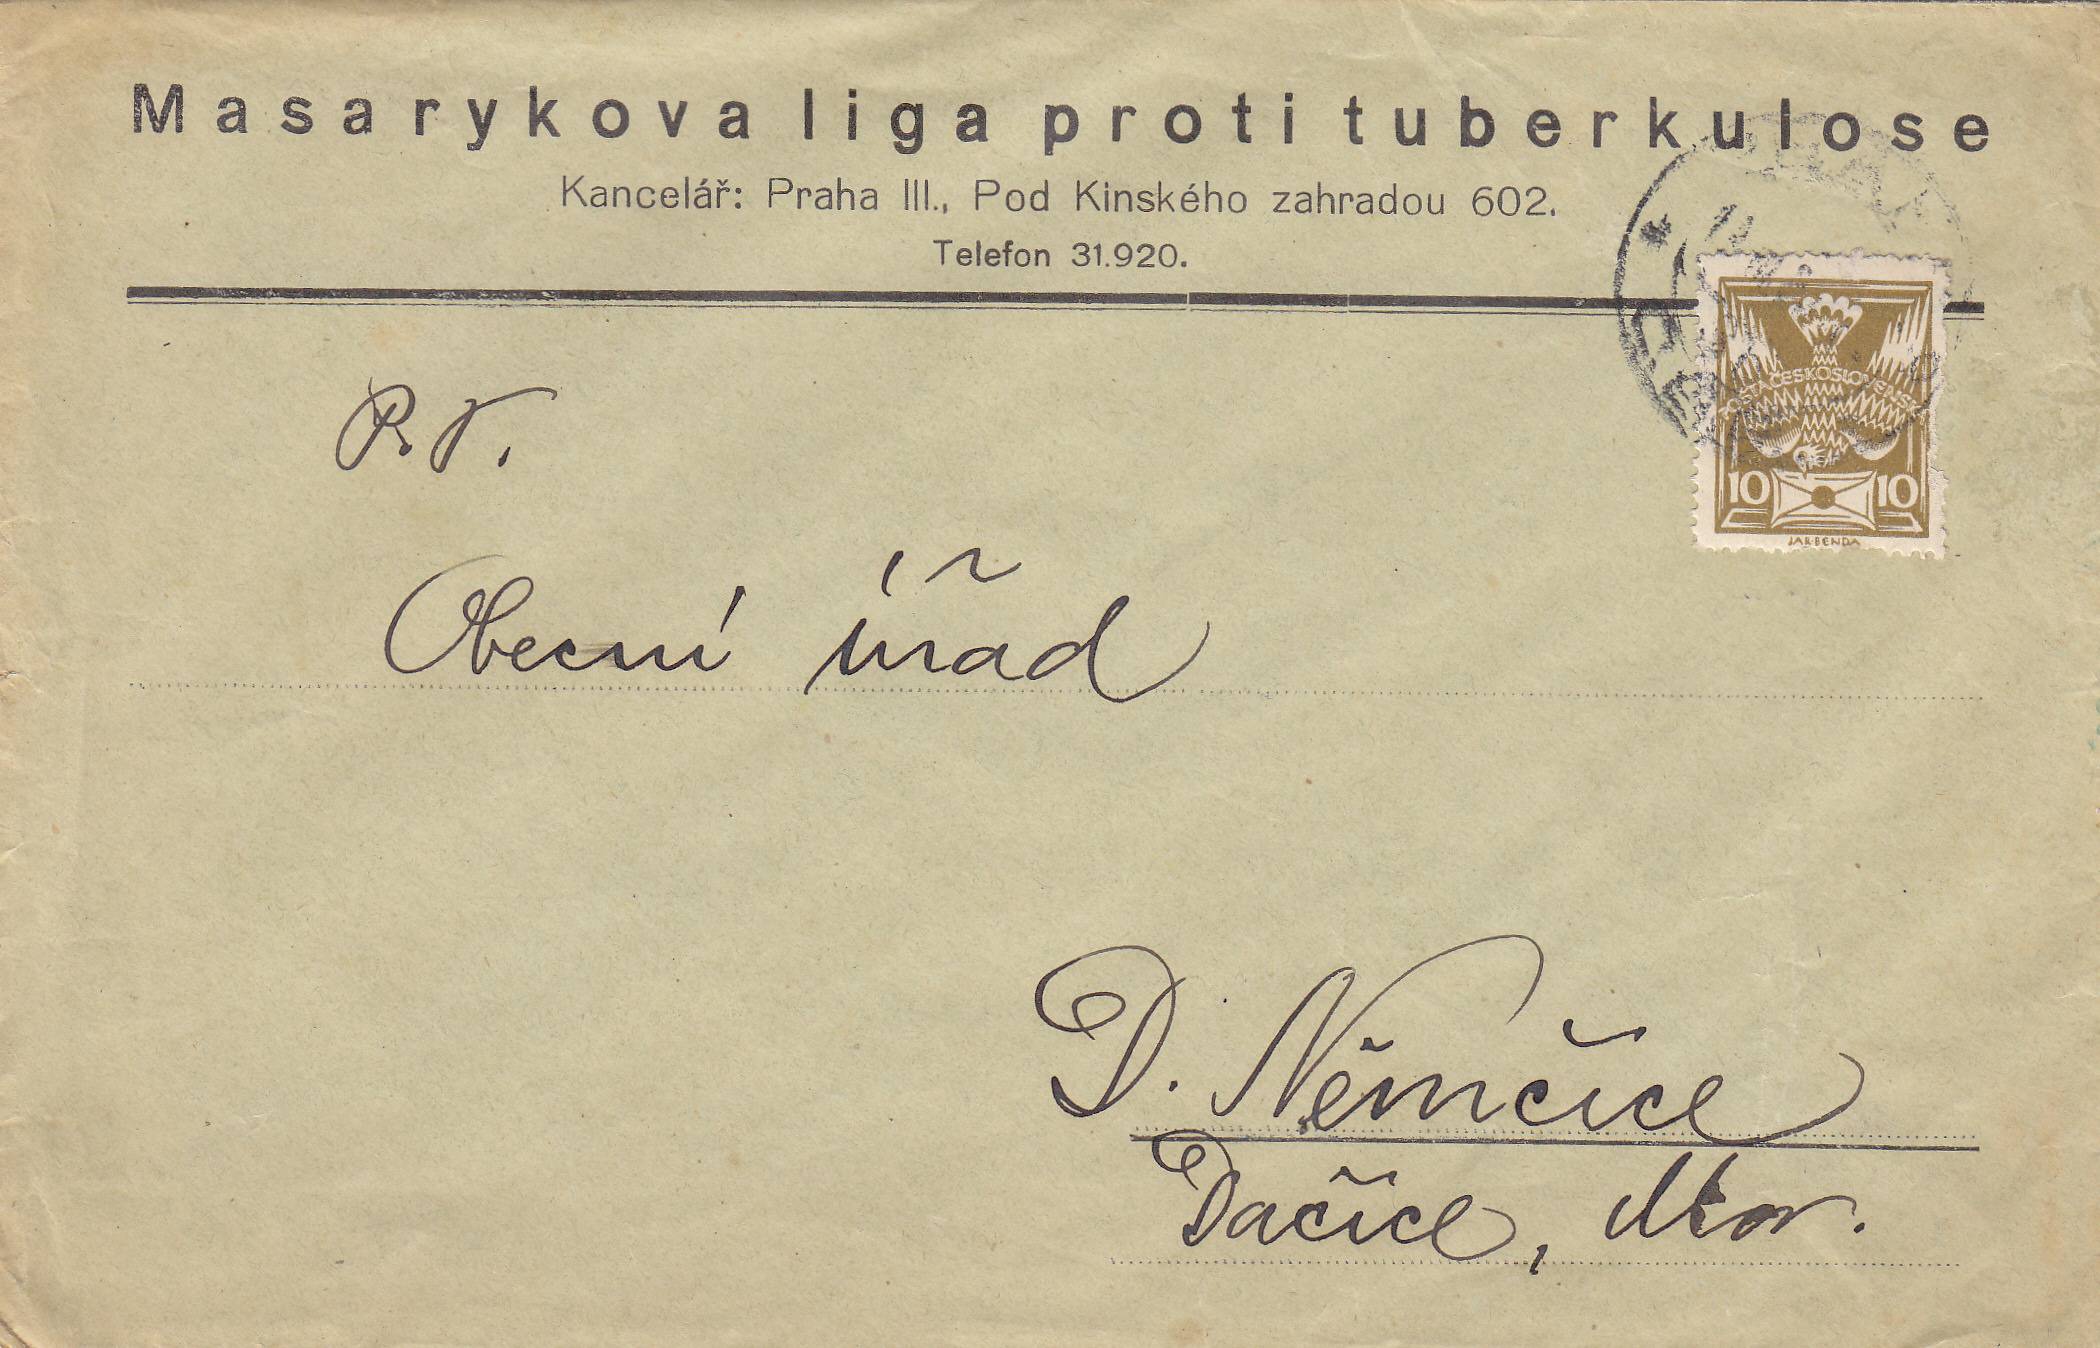 Masarykova liga proti tuberkulose
Kancelář: Praha III., Pod Kinského zahradou 602.
Telefon 31.920.
POŠTA ČESKOSLOVENSKÁ
10 10
JAR·BENDA
P. T.
Obecní úřad
D. Němčice
Dačice, Mor.